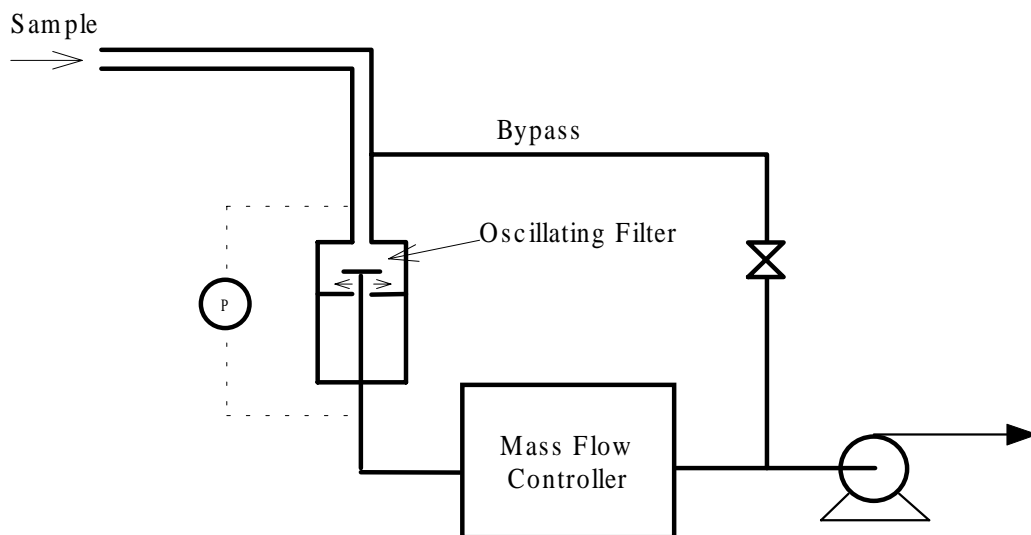 Sample
Bypass
Oscillating Filter
P
Mass Flow
Controller